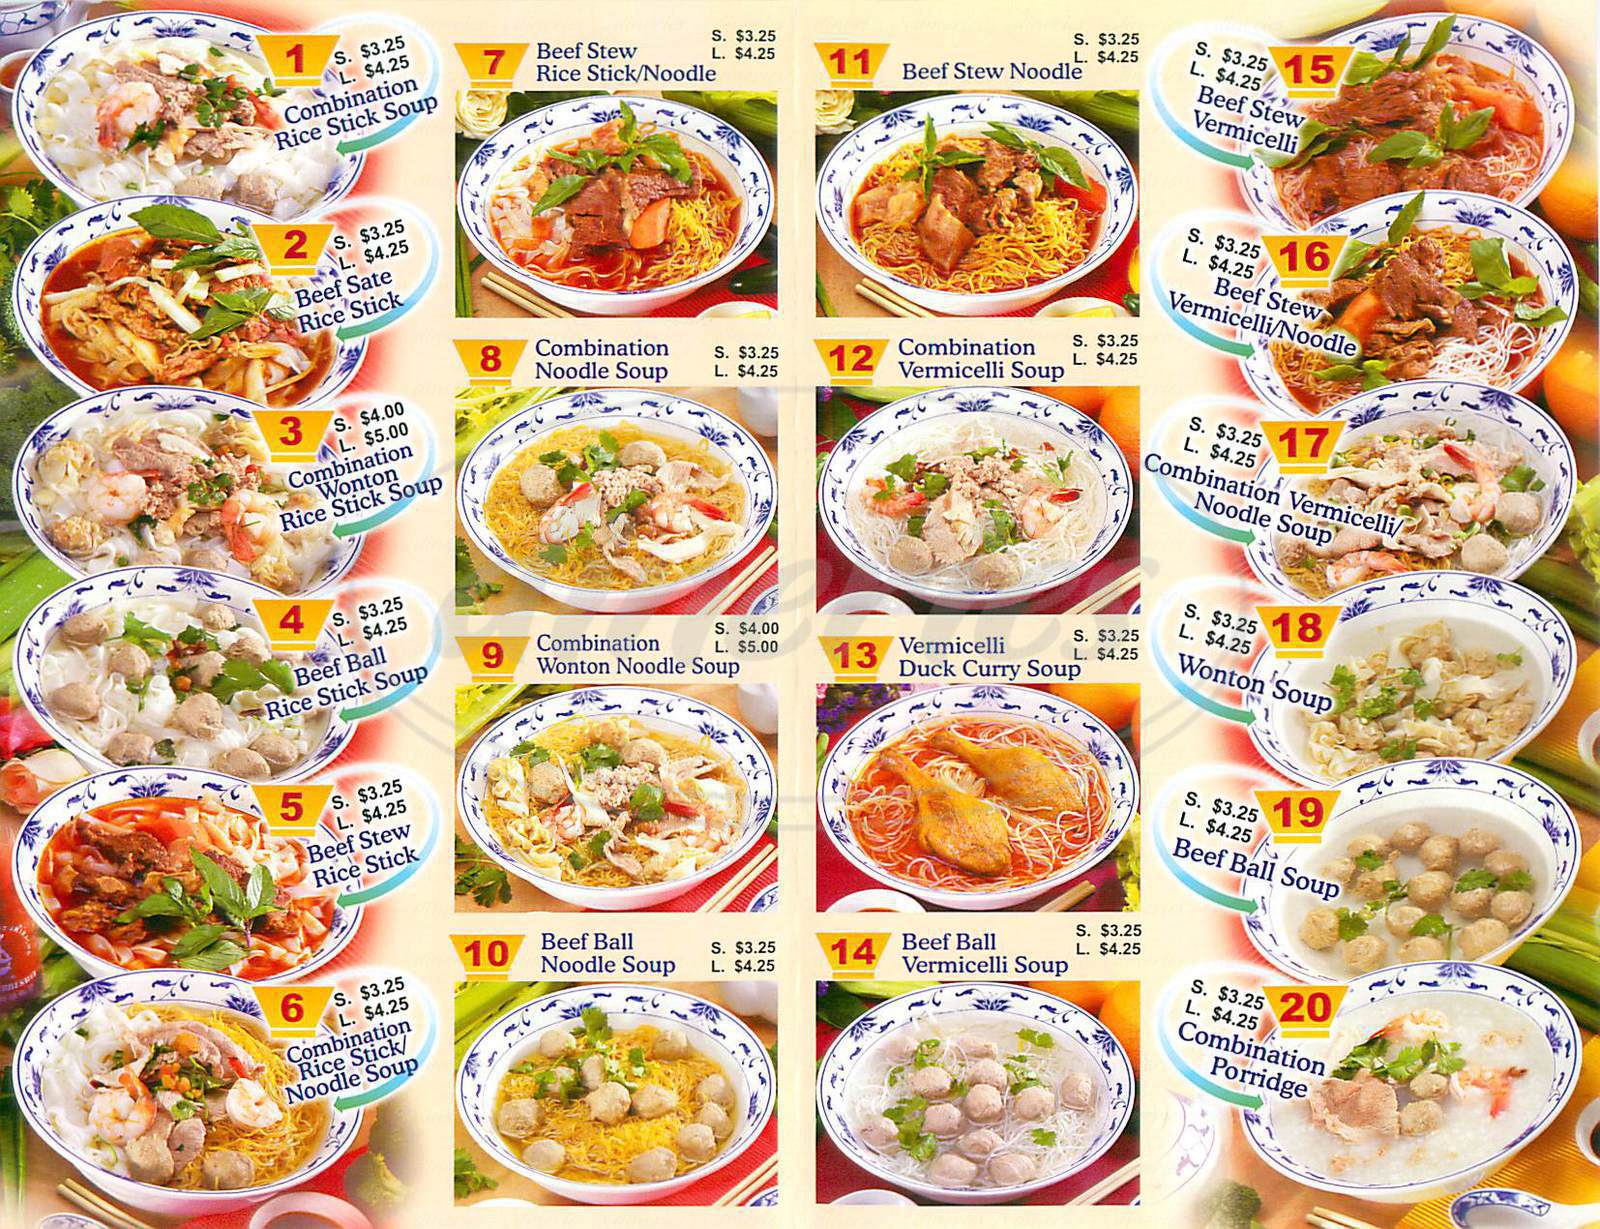 1
S. $3.25
L. $4.25
Combination
Rice Stick Soup
2
S. $3.25
L. $4.25
Beef Sate
Rice Stick
3
S. $4.00
L. $5.00
Combination
Wonton
Rice Stick Soup
4
S. $3.25
L. $4.25
Beef Ball
Rice Stick Soup
5
S. $3.25
L. $4.25
Beef Stew
Rice Stick
6
S. $3.25
L. $4.25
Combination
Rice Stick/
Noodle Soup
7
Beef Stew
Rice Stick/Noodle
S. $3.25
L. $4.25
8
Combination
Noodle Soup
S. $3.25
L. $4.25
9
Combination
Wonton Noodle Soup
S. $4.00
L. $5.00
10
Beef Ball
Noodle Soup
S. $3.25
L. $4.25
11
Beef Stew Noodle
S. $3.25
L. $4.25
12
Combination
Vermicelli Soup
S. $3.25
L. $4.25
13
Vermicelli
Duck Curry Soup
S. $3.25
L. $4.25
14
Beef Ball
Vermicelli Soup
S. $3.25
L. $4.25
15
S. $3.25
L. $4.25
Beef Stew
Vermicelli
16
S. $3.25
L. $4.25
Beef Stew
Vermicelli/Noodle
17
S. $3.25
L. $4.25
Combination Vermicelli/
Noodle Soup
18
S. $3.25
L. $4.25
Wonton Soup
19
S. $3.25
L. $4.25
Beef Ball Soup
20
S. $3.25
L. $4.25
Combination
Porridge